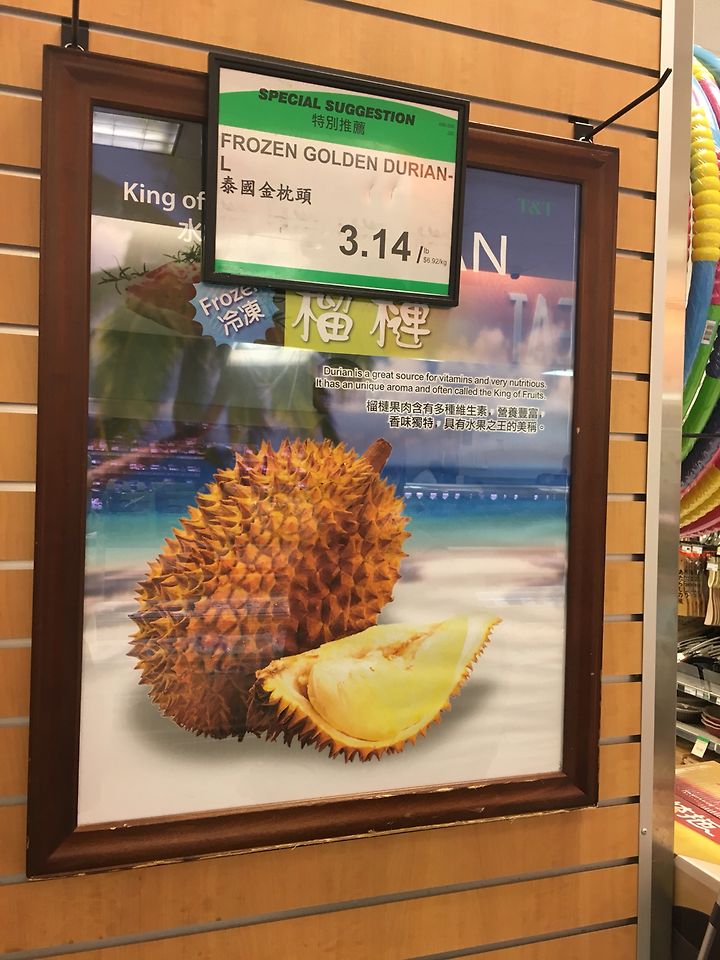 SPECIAL SUGGESTION
特別推薦
FROZEN GOLDEN DURIAN-
L
泰國金枕頭
3.14/lb
$6.92/kg
King of
水
T&T
AN
Frozen
冷凍
榴槤
Durian is a great source for vitamins and very nutritious.
It has an unique aroma and often called the King of Fruits.
榴槤果肉含有多種維生素，營養豐富，
香味獨特，具有水果之王的美稱。